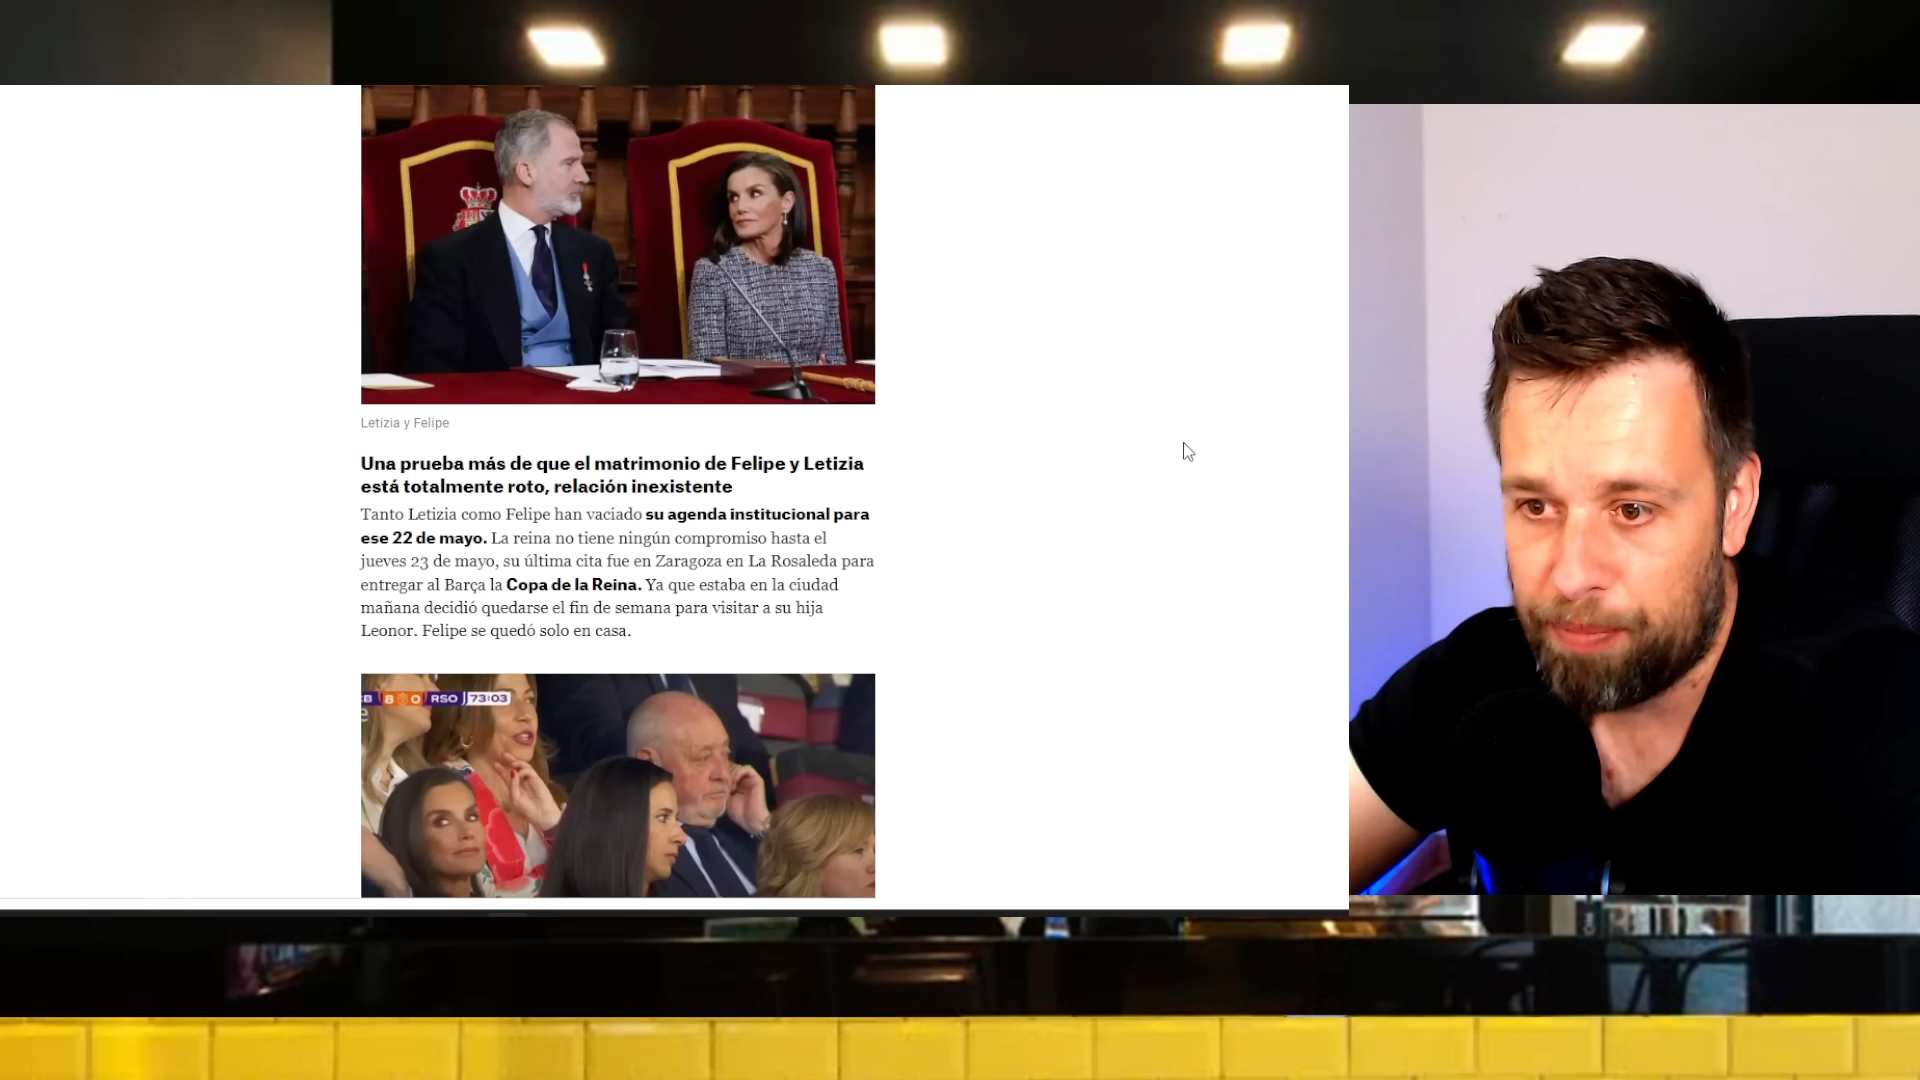 Letizia y Felipe
Una prueba más de que el matrimonio de Felipe y Letizia
está totalmente roto, relación inexistente
Tanto Letizia como Felipe han vaciado su agenda institucional para
ese 22 de mayo. La reina no tiene ningún compromiso hasta el
jueves 23 de mayo, su última cita fue en Zaragoza en La Rosaleda para
entregar al Barça la Copa de la Reina. Ya que estaba en la ciudad
mañana decidió quedarse el fin de semana para visitar a su hija
Leonor. Felipe se quedó solo en casa.
8 0 RSO 73:03